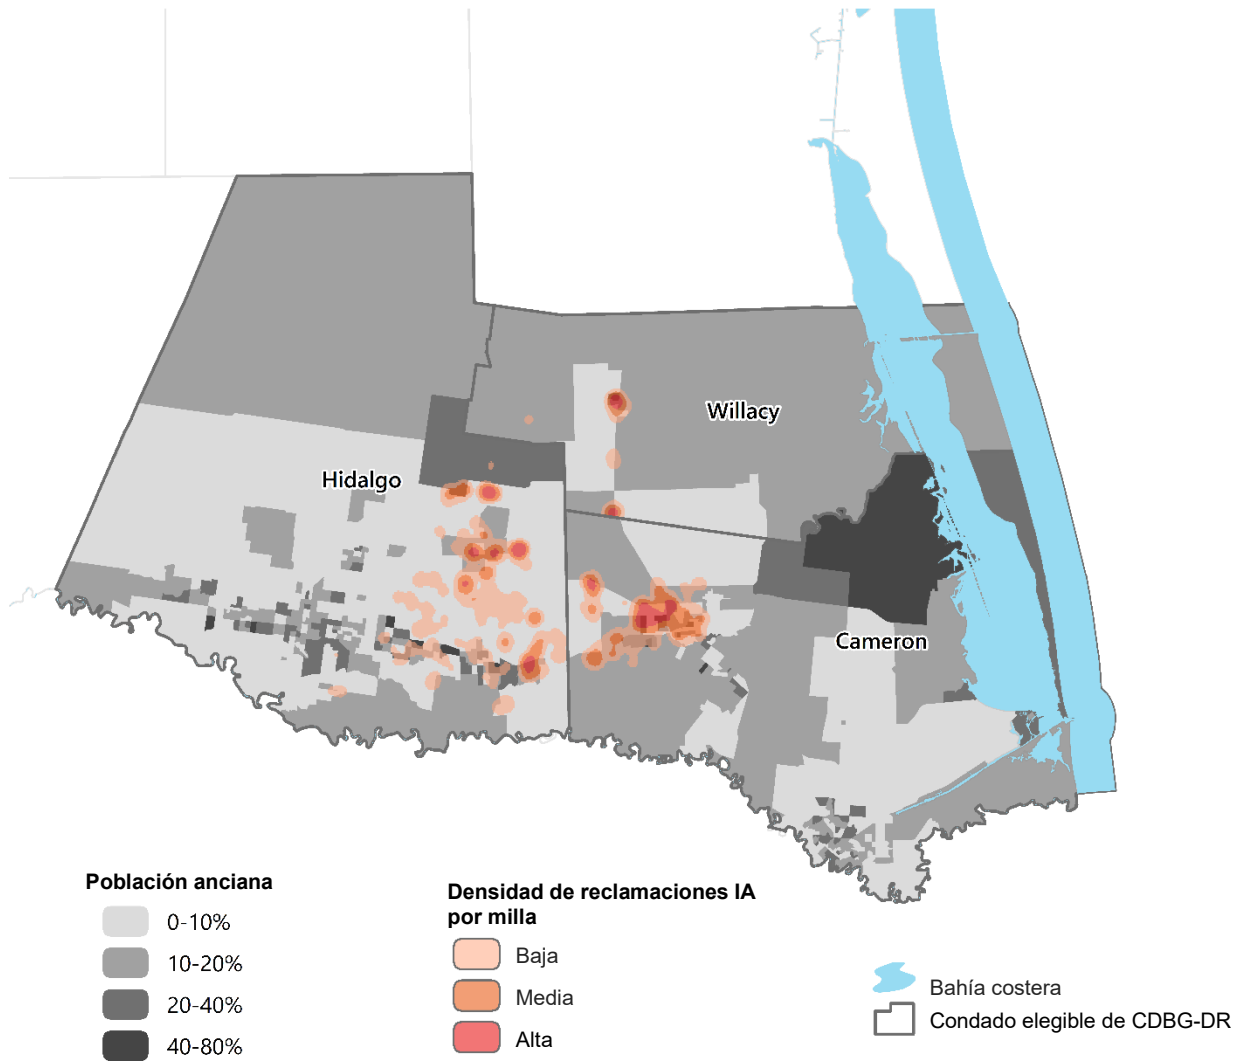 Willacy
Hidalgo
Cameron
Población anciana
0-10%
10-20%
20-40%
40-80%
Densidad de reclamaciones IA
por milla
Baja
Media
Alta
Bahía costera
Condado elegible de CDBG-DR